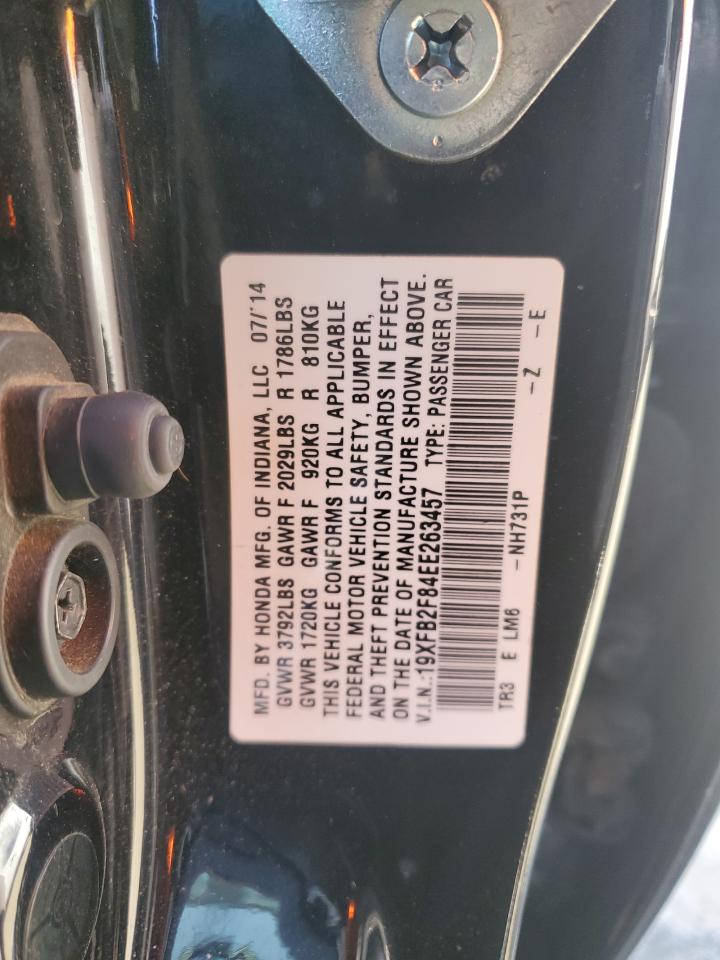 MFD. BY HONDA MFG. OF INDIANA, LLC 07/'14
GVWR 3792LBS GAWR F 2029LBS R 1786LBS
GVWR 1720KG GAWR F 920KG R 810KG
THIS VEHICLE CONFORMS TO ALL APPLICABLE
FEDERAL MOTOR VEHICLE SAFETY, BUMPER,
AND THEFT PREVENTION STANDARDS IN EFFECT
ON THE DATE OF MANUFACTURE SHOWN ABOVE.
V.I.N.:19XFB2F84EE263457 TYPE: PASSENGER CAR
TR3 E LM6 -NH731P -Z -E